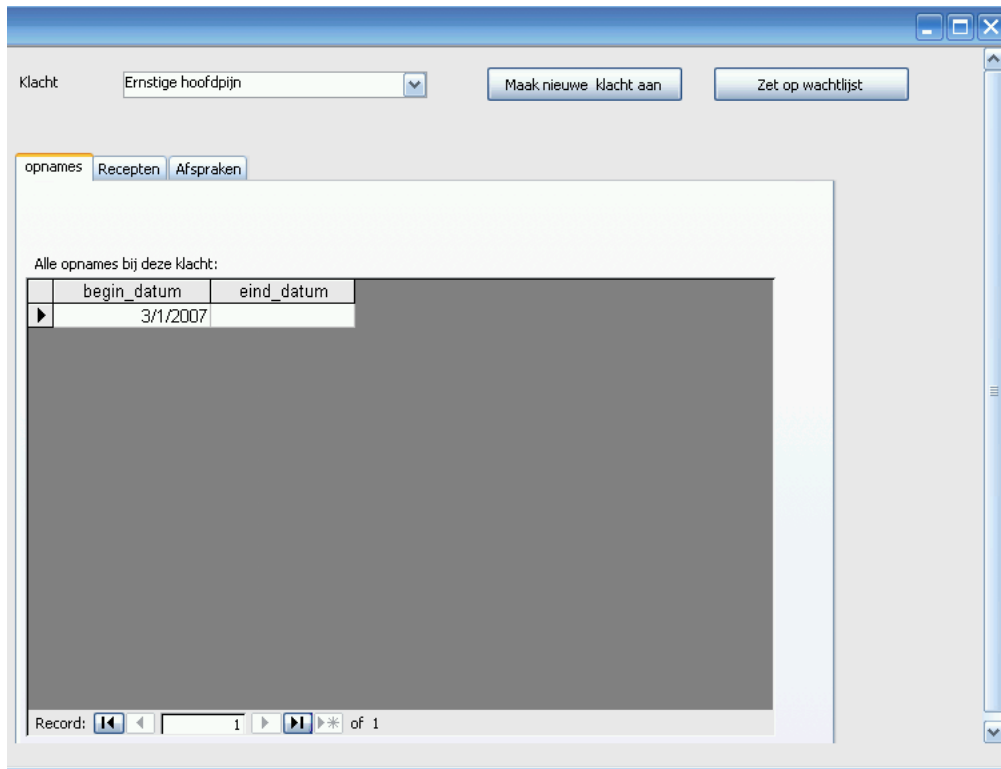 Klacht Ernstige hoofdpijn Maak nieuwe klacht aan Zet op wachtlijst
opnames Recepten Afspraken
Alle opnames bij deze klacht:
begin_datum eind_datum
3/1/2007
Record: 1 of 1